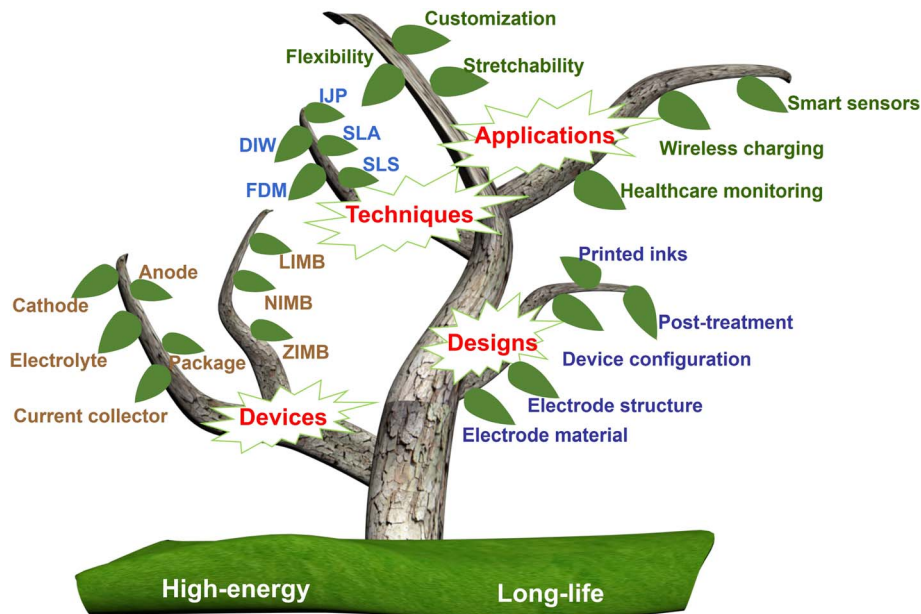 Customization
Flexibility
Stretchability
IJP
Smart sensors
DIW
SLA
Applications
Wireless charging
SLS
FDM
Healthcare monitoring
Techniques
Printed inks
LIMB
Anode
Cathode
NIMB
Post-treatment
Designs
Electrolyte
Package
ZIMB
Device configuration
Current collector
Devices
Electrode structure
Electrode material
High-energy
Long-life